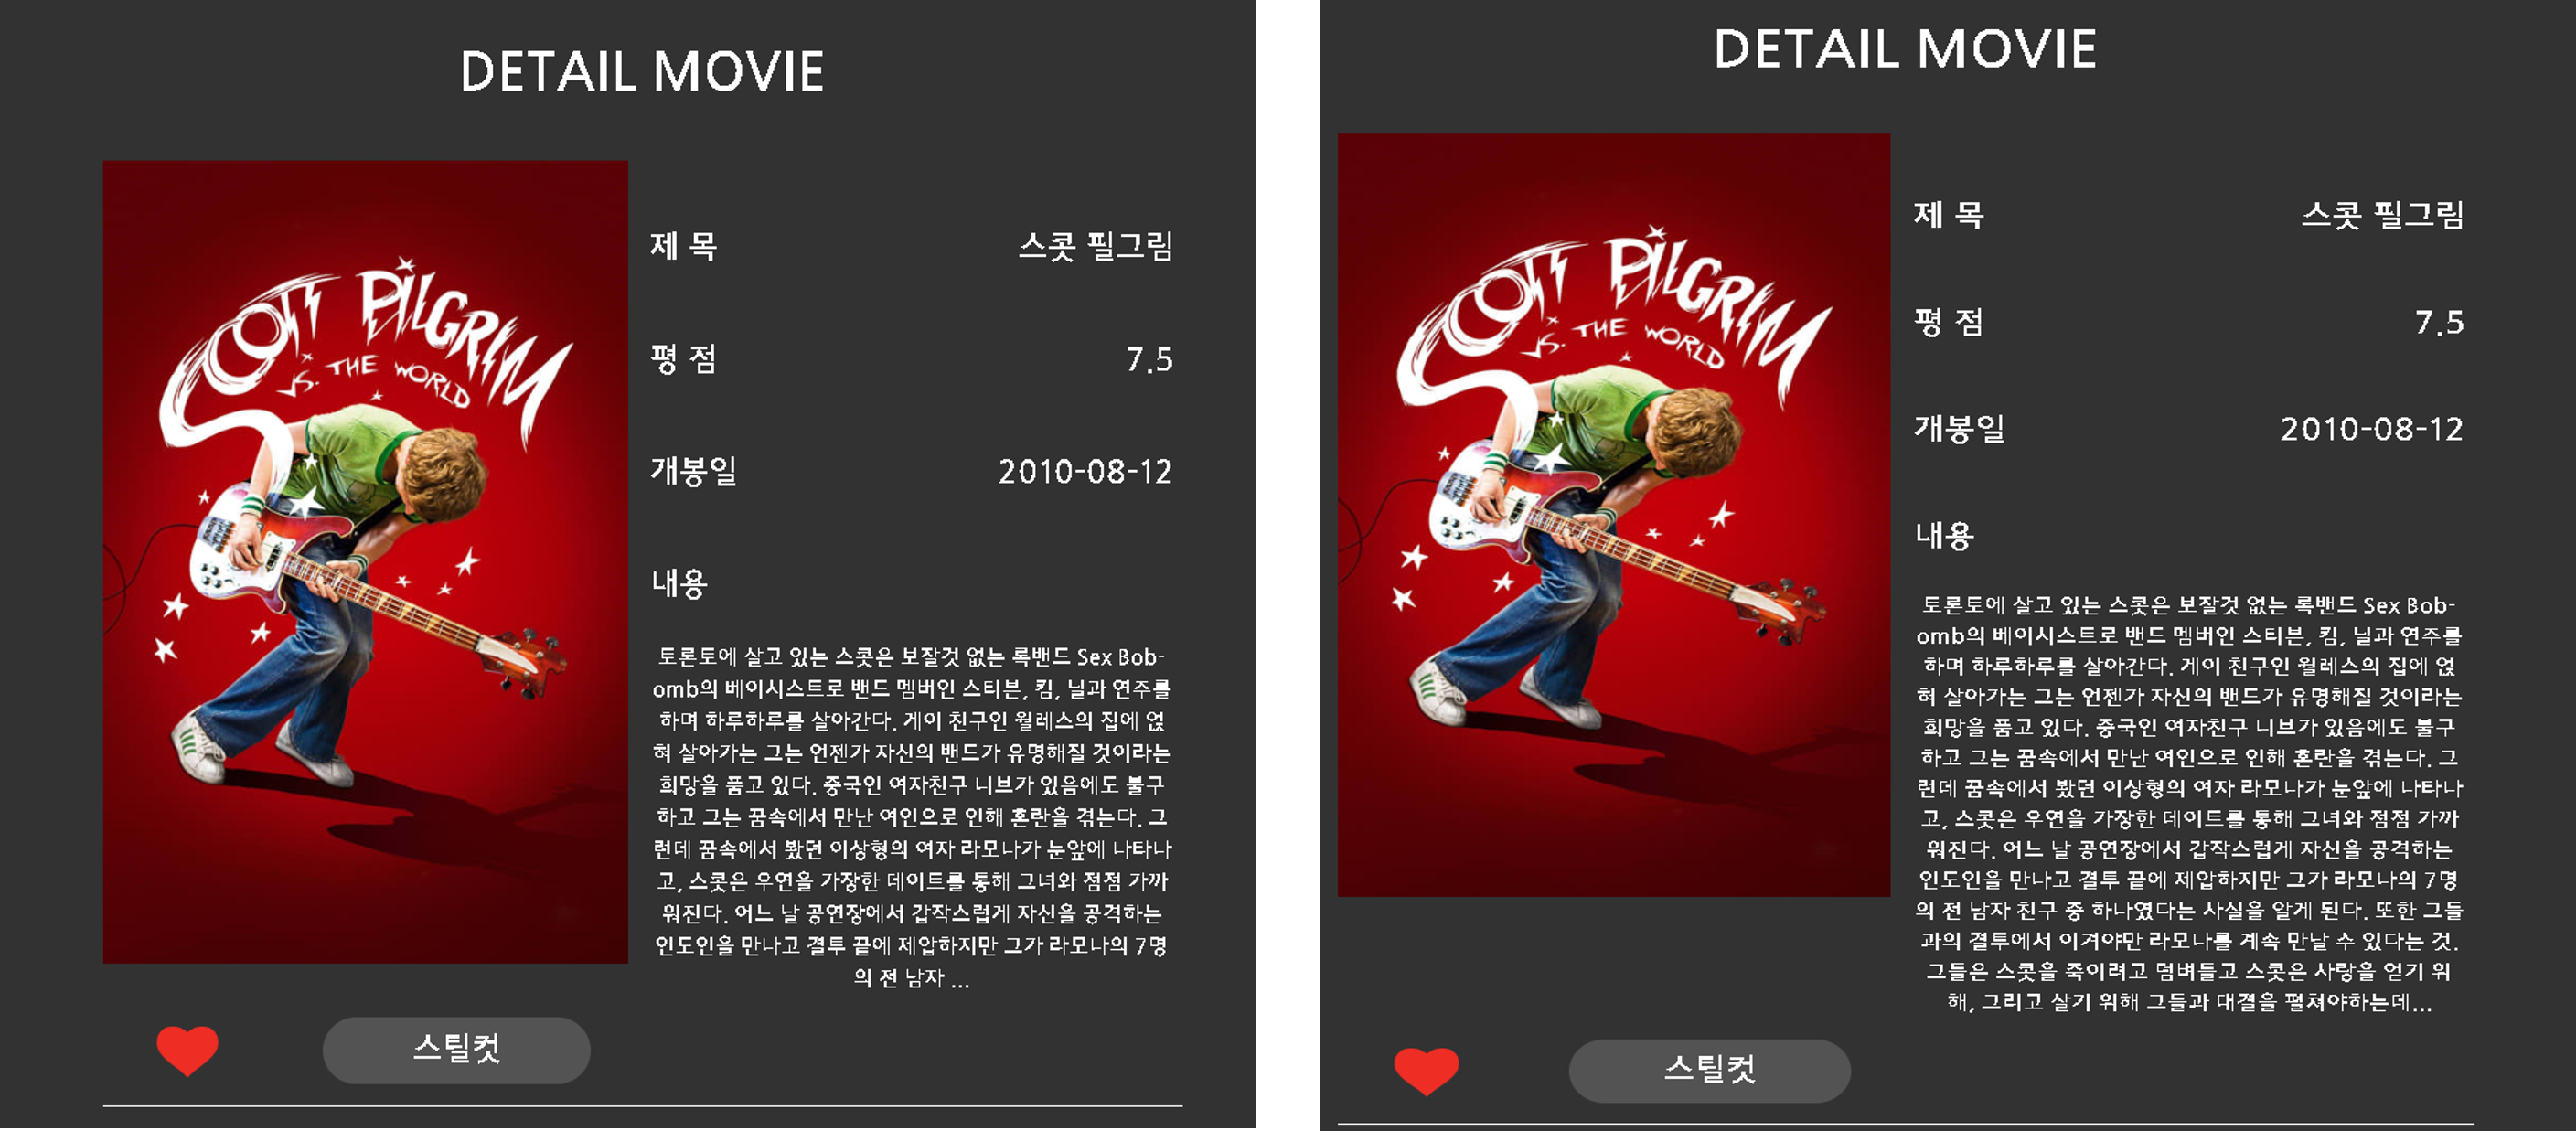 DETAIL MOVIE
SCOTT PILGRIM
VS. THE WORLD
제 목 스콧 필그림
평 점 7.5
개봉일 2010-08-12
내용
토론토에 살고 있는 스콧은 보잘것 없는 록밴드 Sex Bob-
omb의 베이시스트로 밴드 멤버인 스티븐, 킴, 닐과 연주를
하며 하루하루를 살아간다. 게이 친구인 월레스의 집에 얹
혀 살아가는 그는 언젠가 자신의 밴드가 유명해질 것이라는
희망을 품고 있다. 중국인 여자친구 니브가 있음에도 불구
하고 그는 꿈속에서 만난 여인으로 인해 혼란을 겪는다. 그
런데 꿈속에서 봤던 이상형의 여자 라모나가 눈앞에 나타나
고, 스콧은 우연을 가장한 데이트를 통해 그녀와 점점 가까
워진다. 어느 날 공연장에서 갑작스럽게 자신을 공격하는
인도인을 만나고 결투 끝에 제압하지만 그가 라모나의 7명
의 전 남자 ...
스틸컷
DETAIL MOVIE
SCOTT PILGRIM
VS. THE WORLD
제 목 스콧 필그림
평 점 7.5
개봉일 2010-08-12
내용
토론토에 살고 있는 스콧은 보잘것 없는 록밴드 Sex Bob-
omb의 베이시스트로 밴드 멤버인 스티븐, 킴, 닐과 연주를
하며 하루하루를 살아간다. 게이 친구인 월레스의 집에 얹
혀 살아가는 그는 언젠가 자신의 밴드가 유명해질 것이라는
희망을 품고 있다. 중국인 여자친구 니브가 있음에도 불구
하고 그는 꿈속에서 만난 여인으로 인해 혼란을 겪는다. 그
런데 꿈속에서 봤던 이상형의 여자 라모나가 눈앞에 나타나
고, 스콧은 우연을 가장한 데이트를 통해 그녀와 점점 가까
워진다. 어느 날 공연장에서 갑작스럽게 자신을 공격하는
인도인을 만나고 결투 끝에 제압하지만 그가 라모나의 7명
의 전 남자 친구 중 하나였다는 사실을 알게 된다. 또한 그들
과의 결투에서 이겨야만 라모나를 계속 만날 수 있다는 것.
그들은 스콧을 죽이려고 덤벼들고 스콧은 사랑을 얻기 위
해, 그리고 살기 위해 그들과 대결을 펼쳐야하는데...
스틸컷